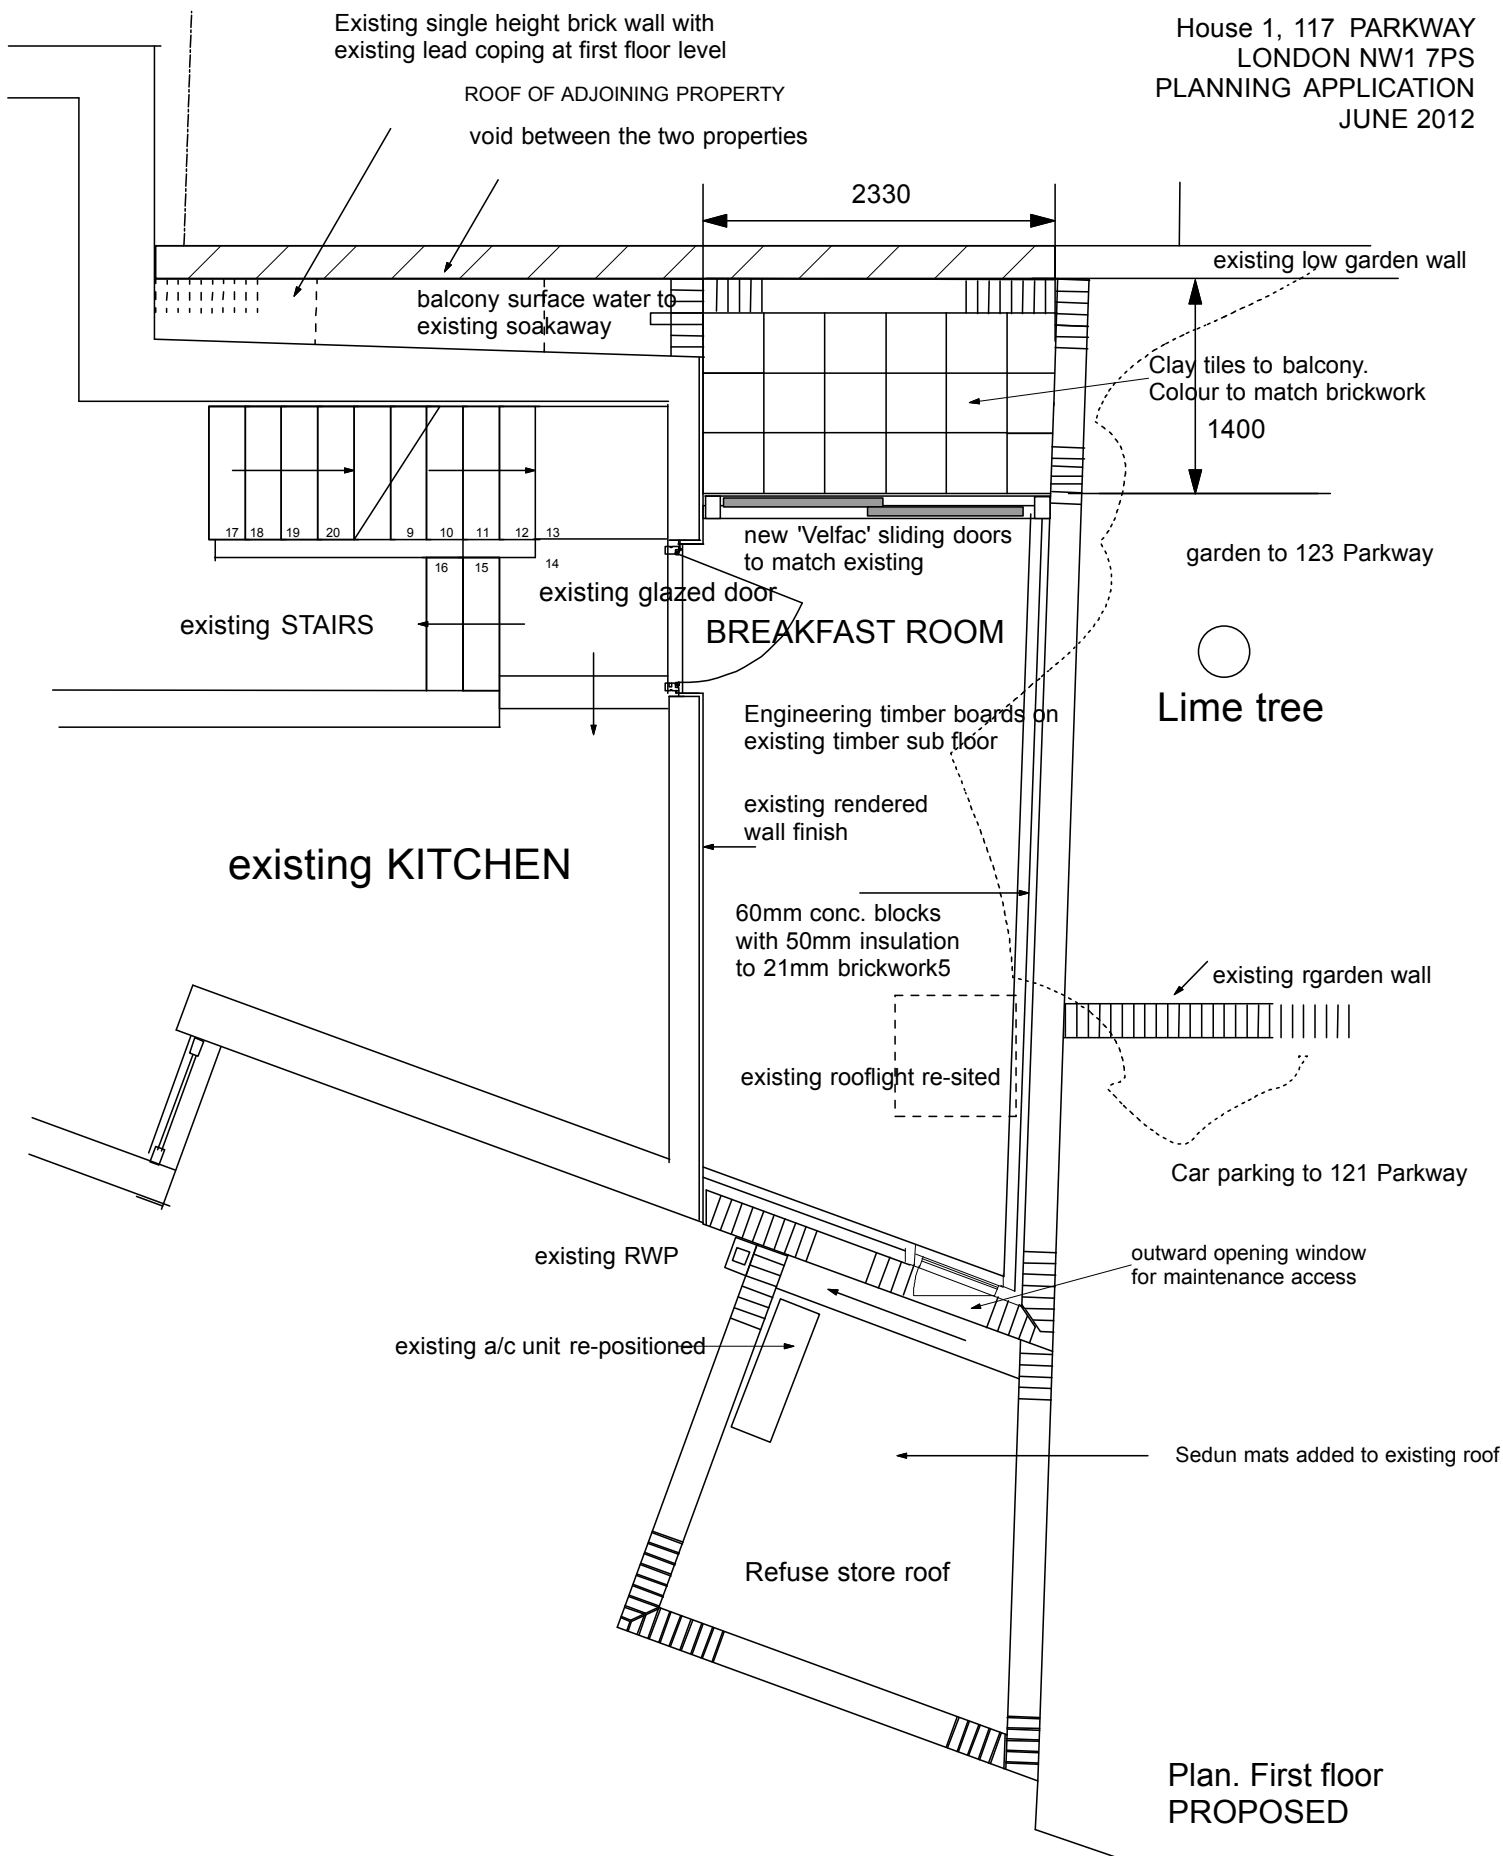 Existing single height brick wall with
existing lead coping at first floor level
House 1, 117 PARKWAY
LONDON NW1 7PS
PLANNING APPLICATION
JUNE 2012
ROOF OF ADJOINING PROPERTY
void between the two properties
2330
existing low garden wall
balcony surface water to
existing soakaway
Clay tiles to balcony.
Colour to match brickwork
1400
17 18 19 20 9 10 11 12 13
16 15 14
new 'Velfac' sliding doors
to match existing
garden to 123 Parkway
existing glazed door
existing STAIRS
BREAKFAST ROOM
Lime tree
Engineering timber boards on
existing timber sub floor
existing rendered
wall finish
existing KITCHEN
60mm conc. blocks
with 50mm insulation
to 21mm brickwork5
existing rgarden wall
existing rooflight re-sited
Car parking to 121 Parkway
existing RWP
outward opening window
for maintenance access
existing a/c unit re-positioned
Sedun mats added to existing roof
Refuse store roof
Plan. First floor
PROPOSED